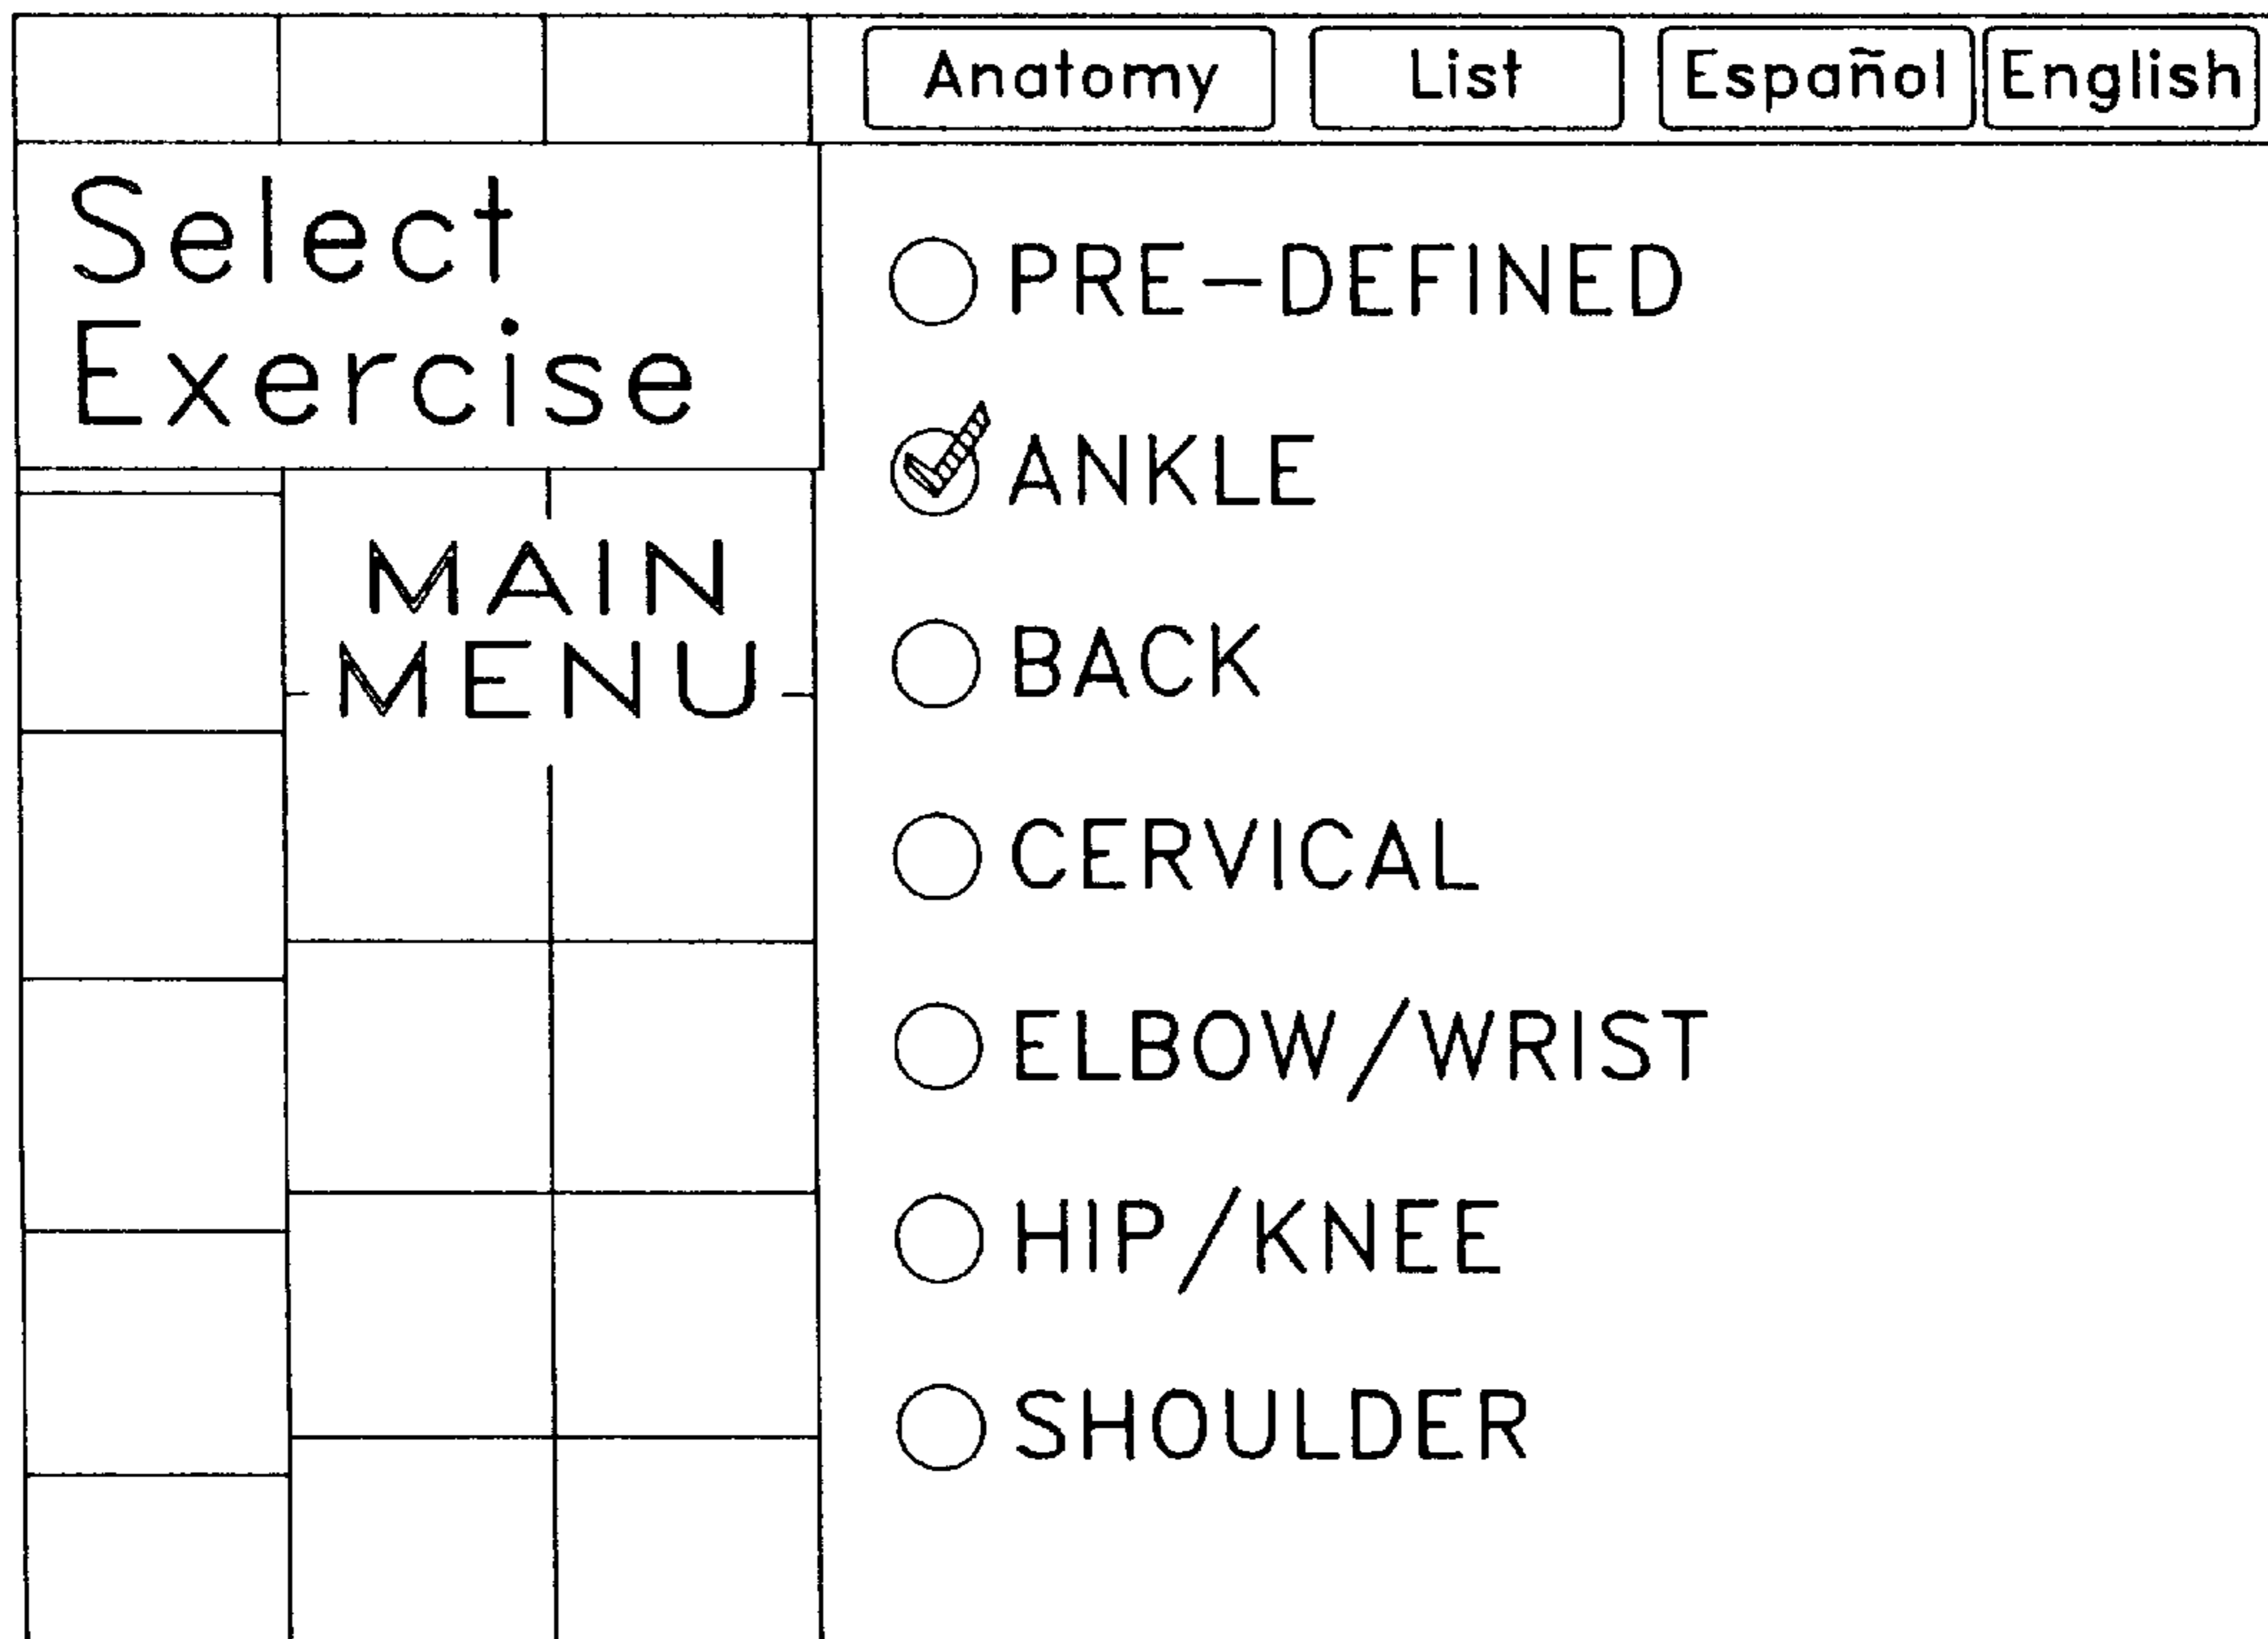 Anatomy List Español English
Select
Exercise
MAIN
MENU
PRE-DEFINED
ANKLE
BACK
CERVICAL
ELBOW/WRIST
HIP/KNEE
SHOULDER